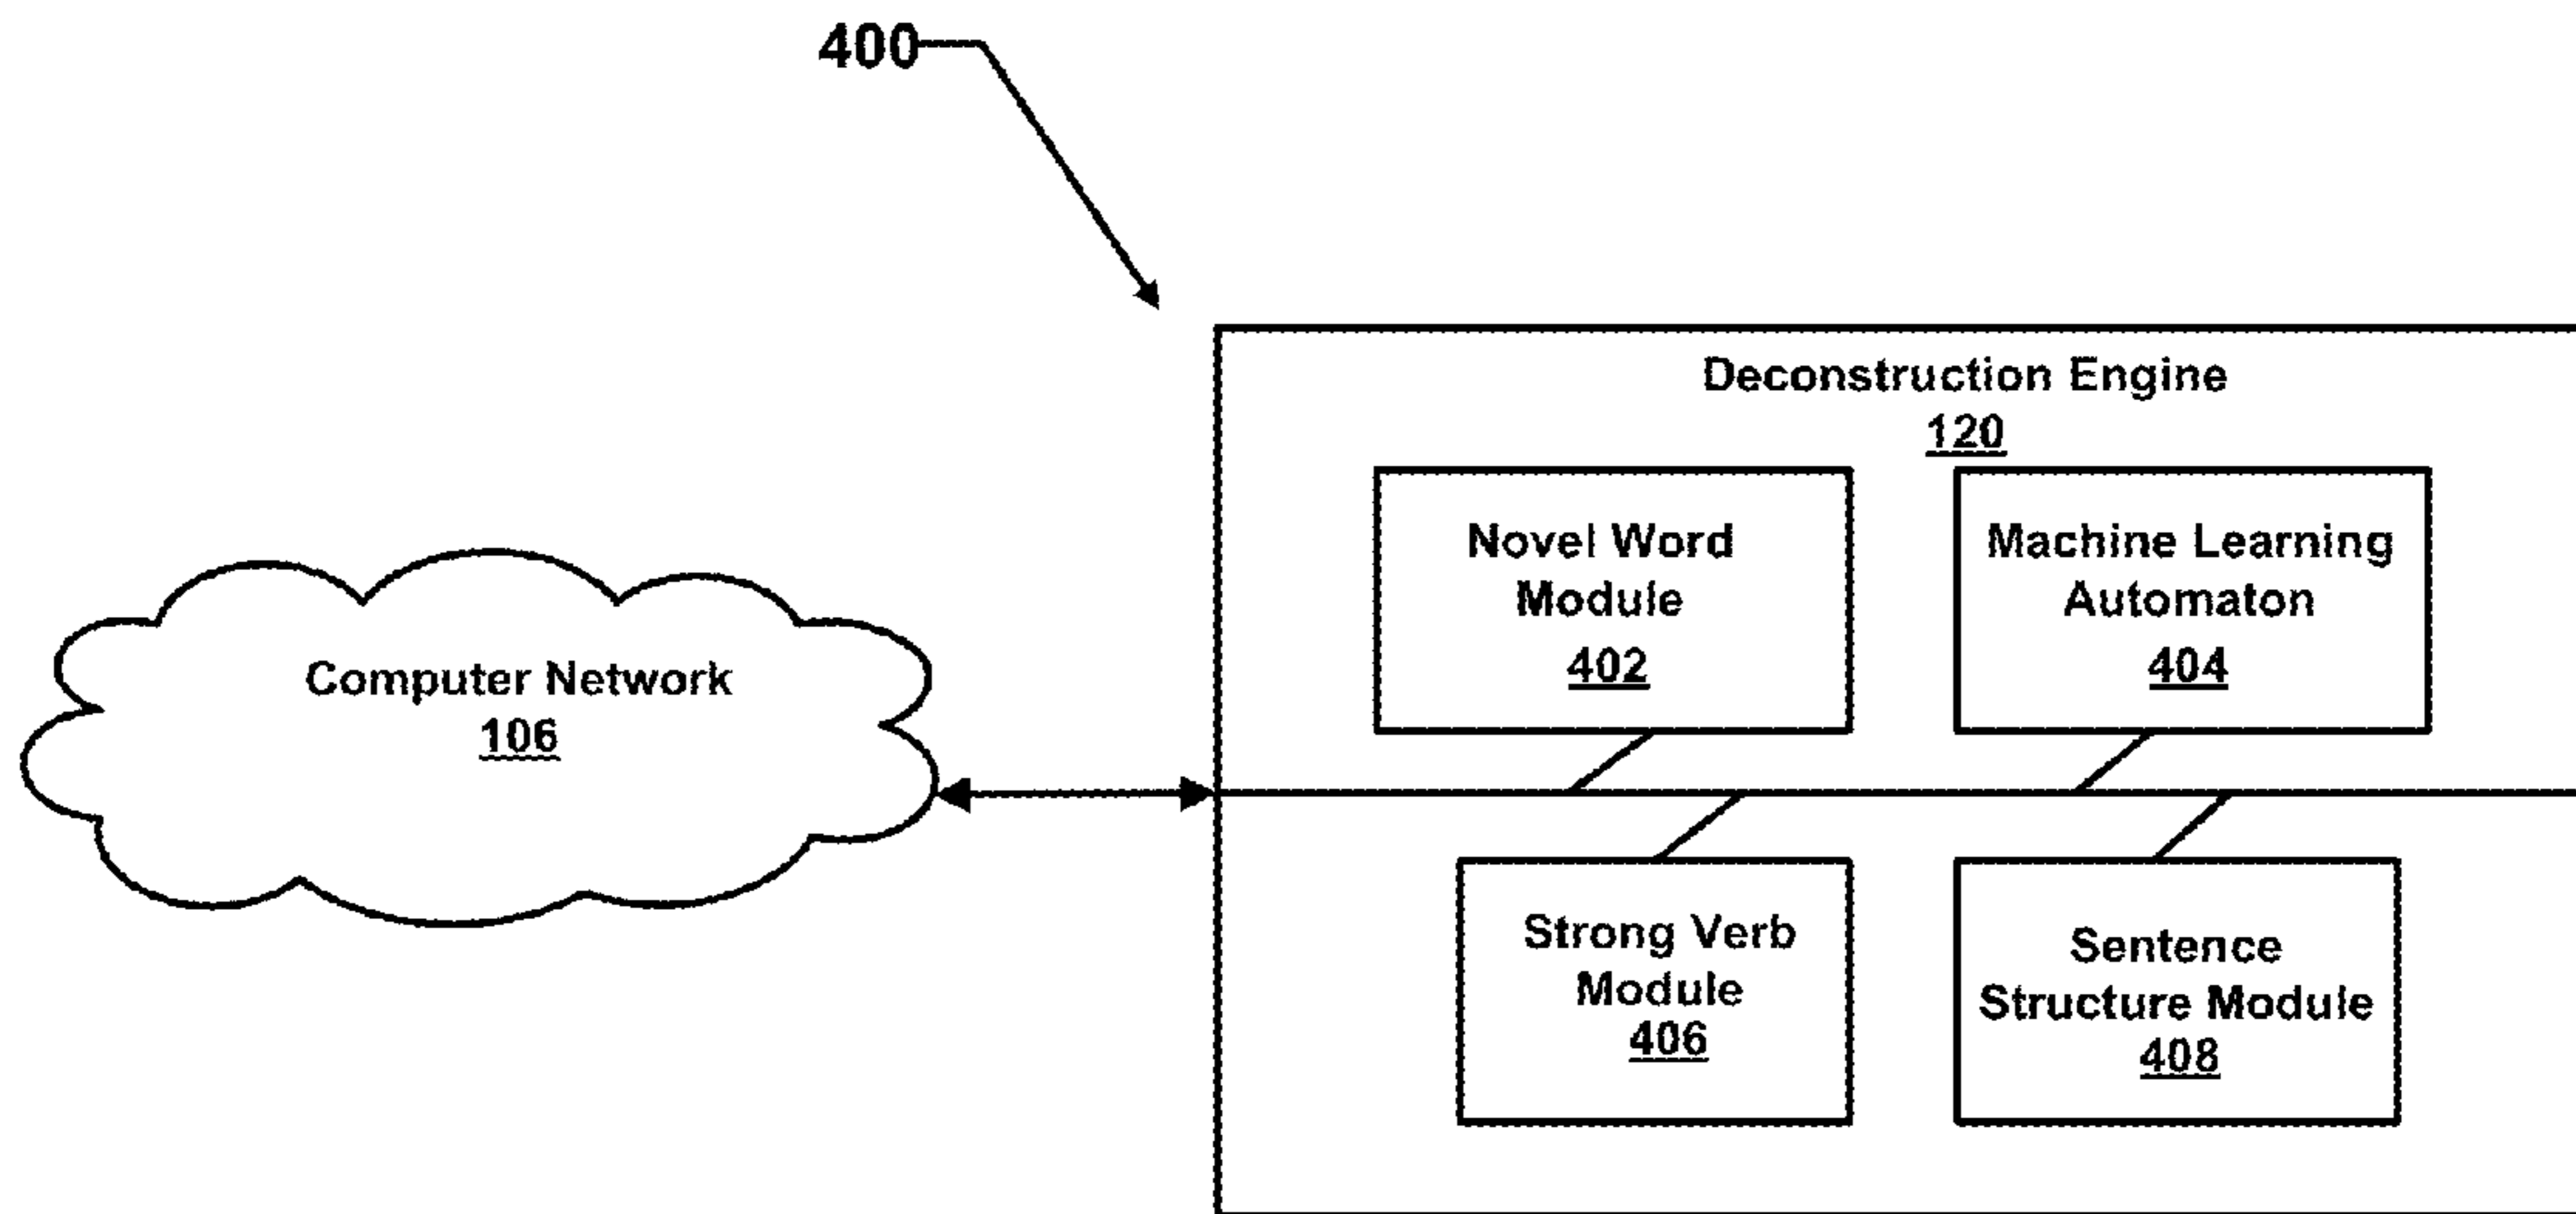 400
Deconstruction Engine
120
Novel Word
Module
402
Machine Learning
Automaton
404
Computer Network
106
Strong Verb
Module
406
Sentence
Structure Module
408